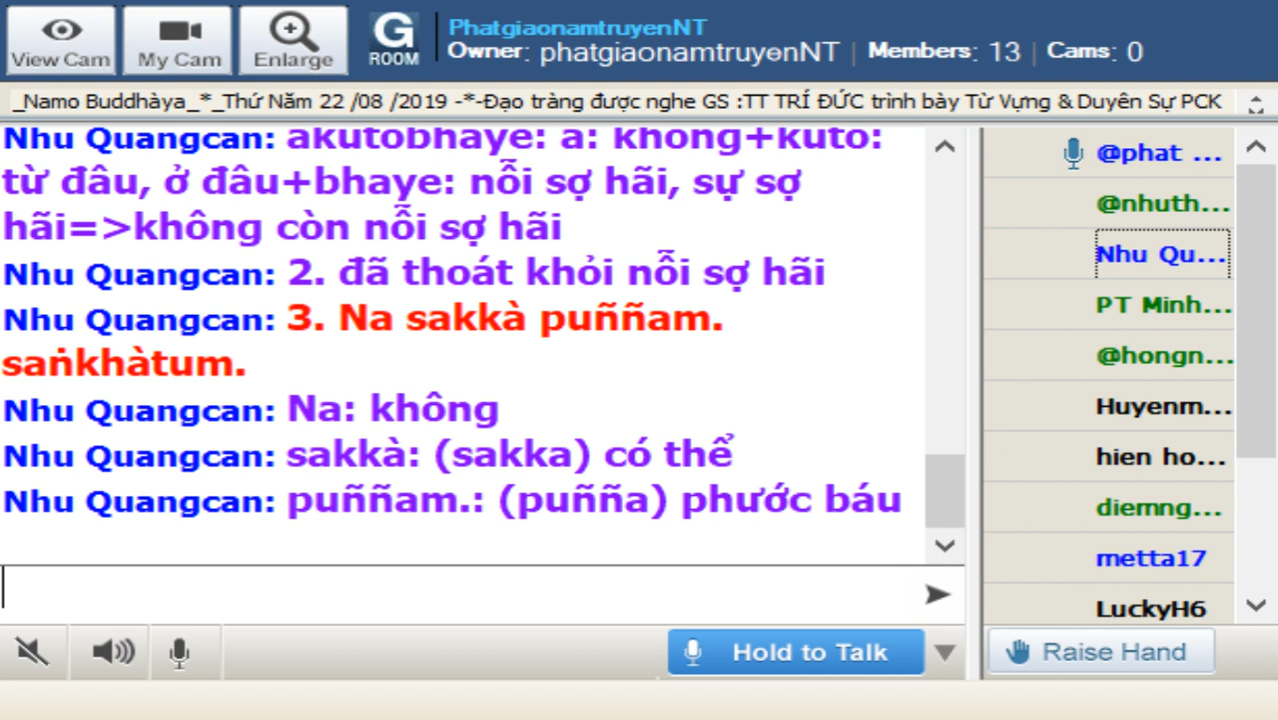 View Cam
My Cam
Enlarge
G
ROOM
PhatgiaonamtruyenNT
Owner: phatgiaonamtruyenNT | Members: 13 | Cams: 0
_Namo Buddhàya_*_Thứ Năm 22 /08 /2019 -*-Đạo tràng được nghe GS :TT TRÍ ĐỨC trình bày Từ Vựng & Duyên Sự PCK
Nhu Quangcan: akutobhaye: a: không+kuto:
từ đâu, ở đâu+bhaye: nỗi sợ hãi, sự sợ
hãi=>không còn nỗi sợ hãi
Nhu Quangcan: 2. đã thoát khỏi nỗi sợ hãi
Nhu Quangcan: 3. Na sakkà puññam.
saṅkhàtum.
Nhu Quangcan: Na: không
Nhu Quangcan: sakkà: (sakka) có thể
Nhu Quangcan: puññam.: (puñña) phước báu
@phat ...
@nhuth...
Nhu Qu...
PT Minh...
@hongn...
Huyenm...
hien ho...
diemng...
metta17
LuckyH6
Hold to Talk
Raise Hand